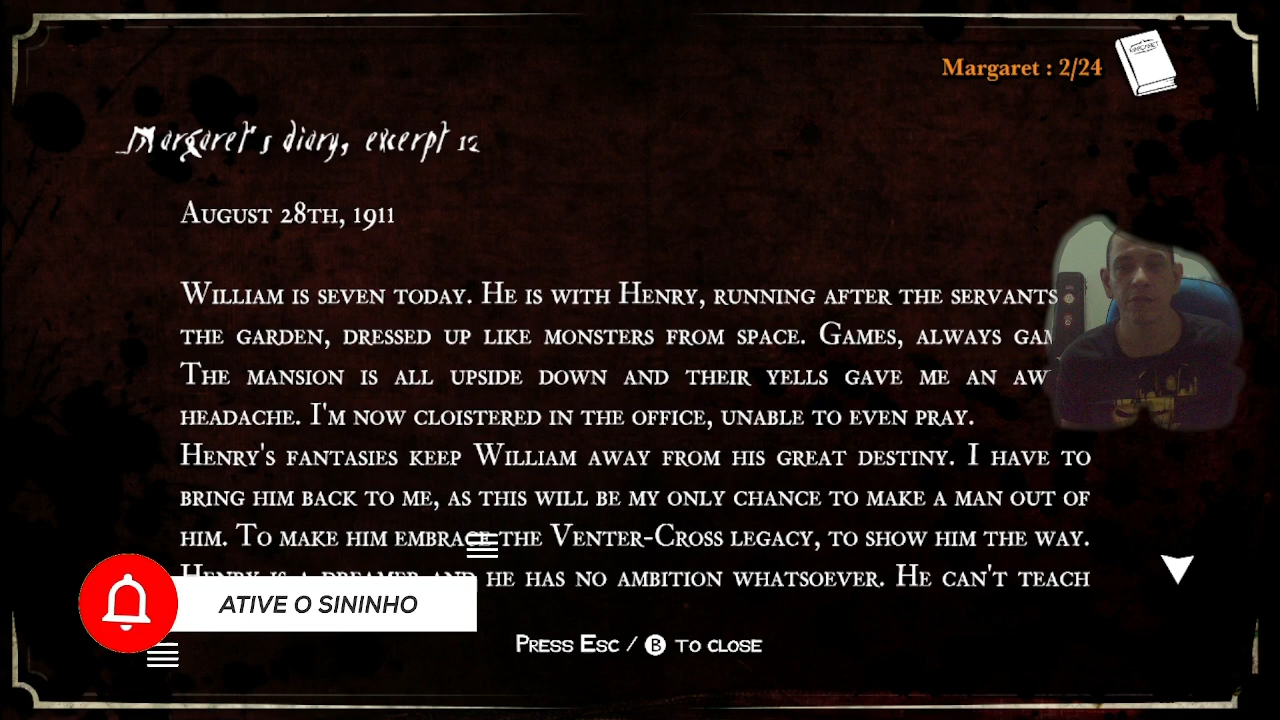 Margaret : 2/24
Margaret's diary, excerpt 12
August 28th, 1911
William is seven today. He is with Henry, running after the servants
the garden, dressed up like monsters from space. Games, always
The mansion is all upside down and their yells gave me an
headache. I'm now cloistered in the office, unable to even pray.
Henry's fantasies keep William away from his great destiny. I have to
bring him back to me, as this will be my only chance to make a man out of
him. To make him embrace the Venter-Cross legacy, to show him the way.
Henry is a dreamer and he has no ambition whatsoever. He can't teach
ATIVE O SININHO
Press Esc / B to close